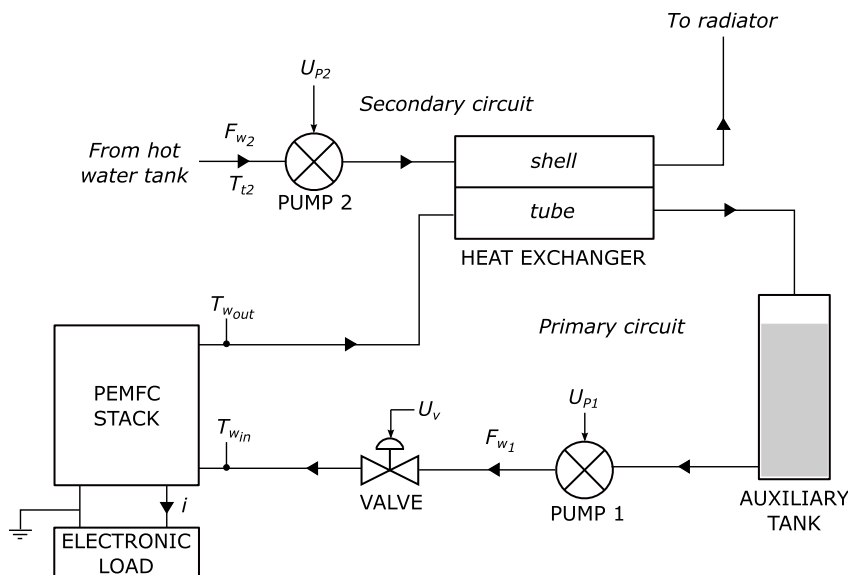 To radiator
U_P2
Secondary circuit
F_w2
From hot
water tank
T_t2
PUMP 2
shell
tube
HEAT EXCHANGER
T_wout
Primary circuit
PEMFC
STACK
T_win
U_v
U_P1
F_w1
VALVE
PUMP 1
AUXILIARY
TANK
i
ELECTRONIC
LOAD